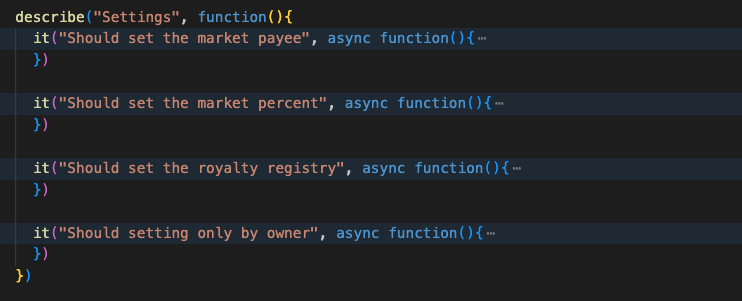 describe("Settings", function(){
it("Should set the market payee", async function(){⋯
})
it("Should set the market percent", async function(){⋯
})
it("Should set the royalty registry", async function(){⋯
})
it("Should setting only by owner", async function(){⋯
})
})